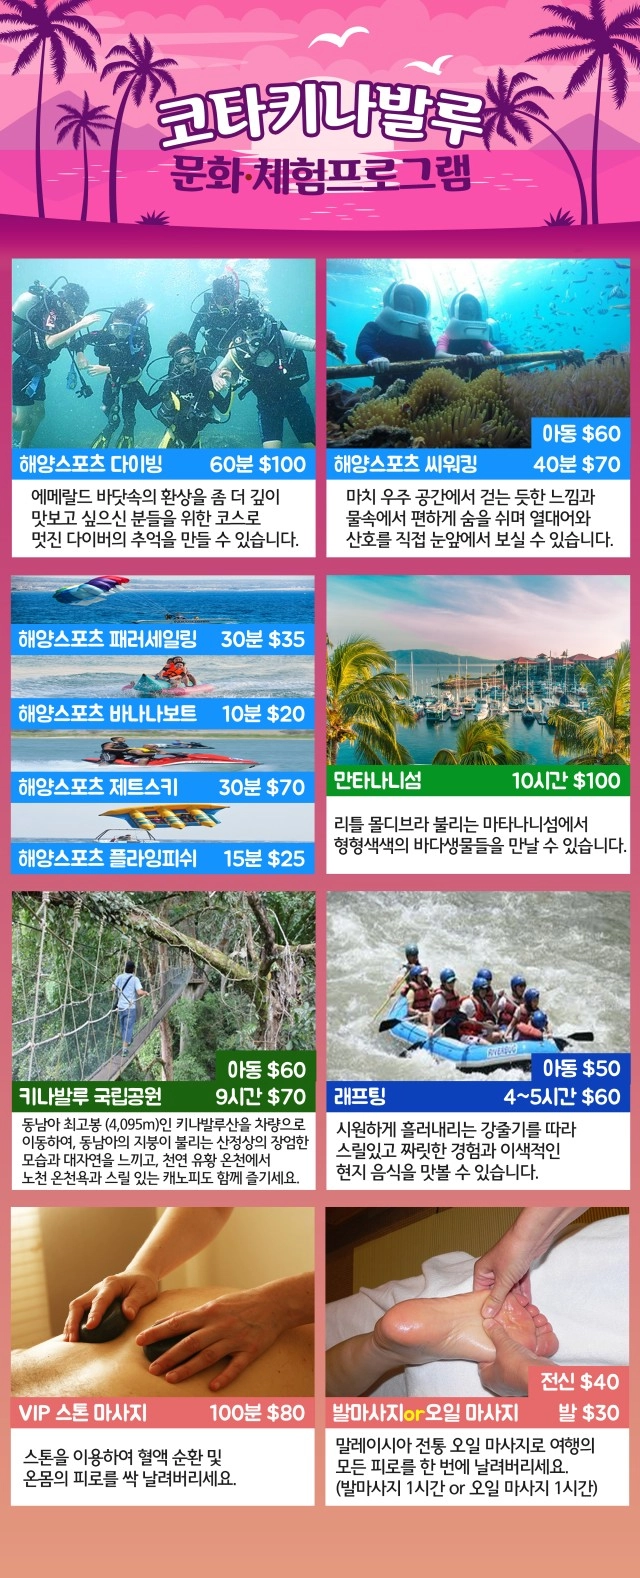 코타키나발루
문화·체험프로그램
해양스포츠 다이빙 60분 $100
에메랄드 바닷속의 환상을 좀 더 깊이
맛보고 싶으신 분들을 위한 코스로
멋진 다이버의 추억을 만들 수 있습니다.
아동 $60
해양스포츠 씨워킹 40분 $70
마치 우주 공간에서 걷는 듯한 느낌과
물속에서 편하게 숨을 쉬며 열대어와
산호를 직접 눈앞에서 보실 수 있습니다.
해양스포츠 패러세일링 30분 $35
해양스포츠 바나나보트 10분 $20
해양스포츠 제트스키 30분 $70
해양스포츠 플라잉피쉬 15분 $25
만타나니섬 10시간 $100
리틀 몰디브라 불리는 마타나니섬에서
형형색색의 바다생물들을 만날 수 있습니다.
아동 $60
키나발루 국립공원 9시간 $70
동남아 최고봉 (4,095m)인 키나발루산을 차량으로
이동하여, 동남아의 지붕이 불리는 산정상의 장엄한
모습과 대자연을 느끼고, 천연 유황 온천에서
노천 온천욕과 스릴 있는 캐노피도 함께 즐기세요.
RIVERBUG
아동 $50
래프팅 4~5시간 $60
시원하게 흘러내리는 강줄기를 따라
스릴있고 짜릿한 경험과 이색적인
현지 음식을 맛볼 수 있습니다.
VIP 스톤 마사지 100분 $80
스톤을 이용하여 혈액 순환 및
온몸의 피로를 싹 날려버리세요.
전신 $40
발마사지or오일 마사지 발 $30
말레이시아 전통 오일 마사지로 여행의
모든 피로를 한 번에 날려버리세요.
(발마사지 1시간 or 오일 마사지 1시간)